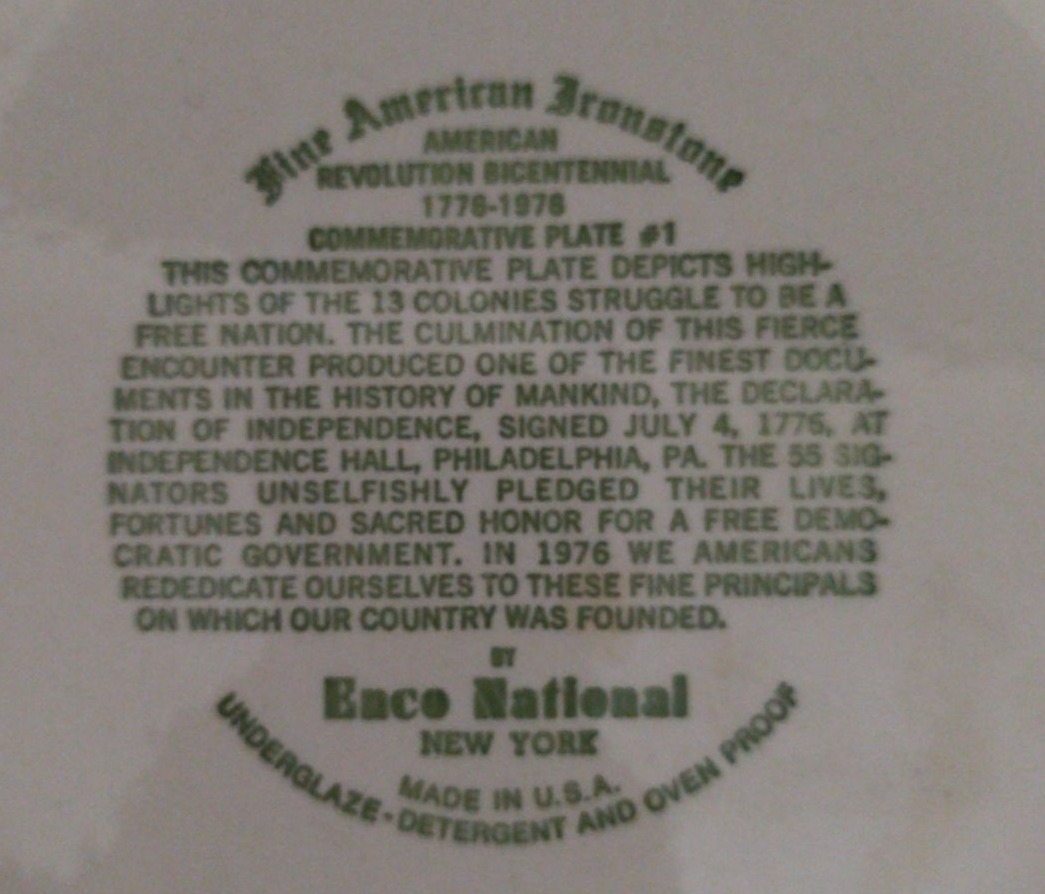 Fine American Ironstone
AMERICAN
REVOLUTION BICENTENNIAL
1776-1976
COMMEMORATIVE PLATE #1
THIS COMMEMORATIVE PLATE DEPICTS HIGH-
LIGHTS OF THE 13 COLONIES STRUGGLE TO BE A
FREE NATION. THE CULMINATION OF THIS FIERCE
ENCOUNTER PRODUCED ONE OF THE FINEST DOCU-
MENTS IN THE HISTORY OF MANKIND, THE DECLARA-
TION OF INDEPENDENCE, SIGNED JULY 4, 1776, AT
INDEPENDENCE HALL, PHILADELPHIA, PA. THE 55 SIG-
NATORS UNSELFISHLY PLEDGED THEIR LIVES,
FORTUNES AND SACRED HONOR FOR A FREE DEMO-
CRATIC GOVERNMENT. IN 1976 WE AMERICANS
REDEDICATE OURSELVES TO THESE FINE PRINCIPALS
ON WHICH OUR COUNTRY WAS FOUNDED.
BY
Enco National
NEW YORK
MADE IN U.S.A.
UNDERGLAZE - DETERGENT AND OVEN PROOF